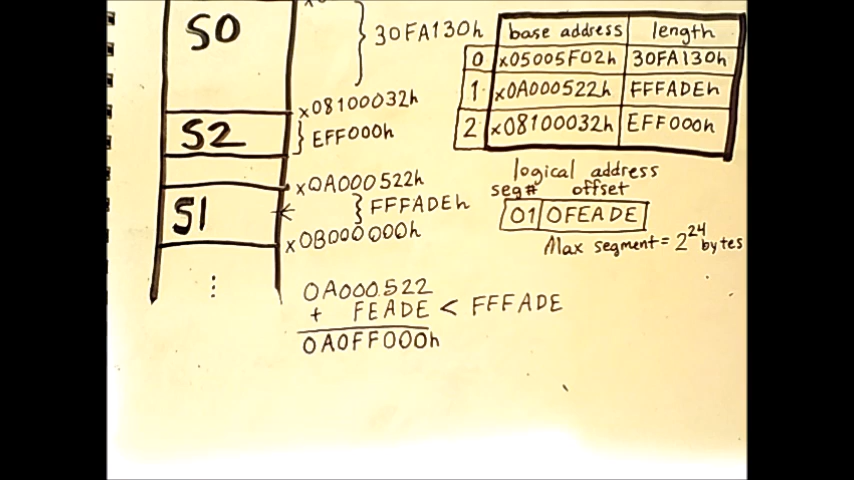 S0
30FA130h
x08100032h
S2
EFF000h
x0A000522h
S1
FFFADEh
x0B000000h
⋮
base address length
0 x05005F02h 30FA130h
1 x0A000522h FFFADEh
2 x08100032h EFF000h
logical address
seg# offset
01 0FEADE
Max segment = 2^24 bytes
0A000522
+ FEADE < FFFADE
0A0FF000h